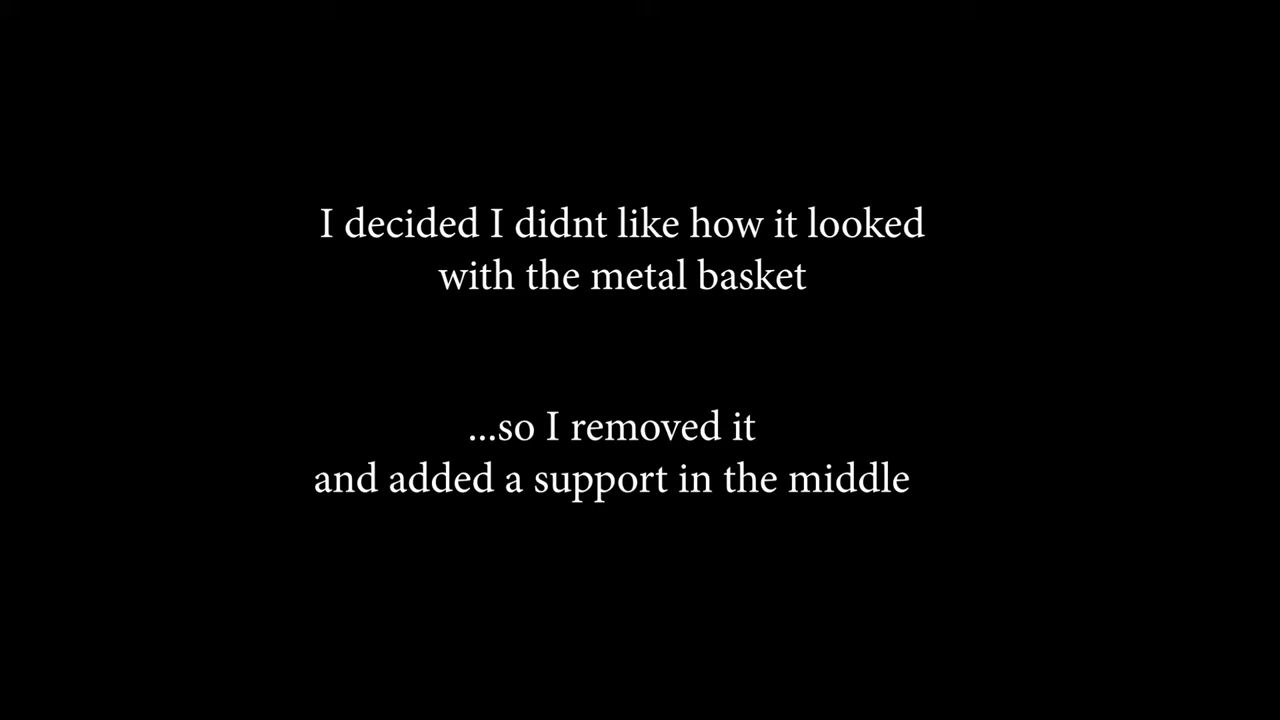 I decided I didnt like how it looked
with the metal basket
...so I removed it
and added a support in the middle